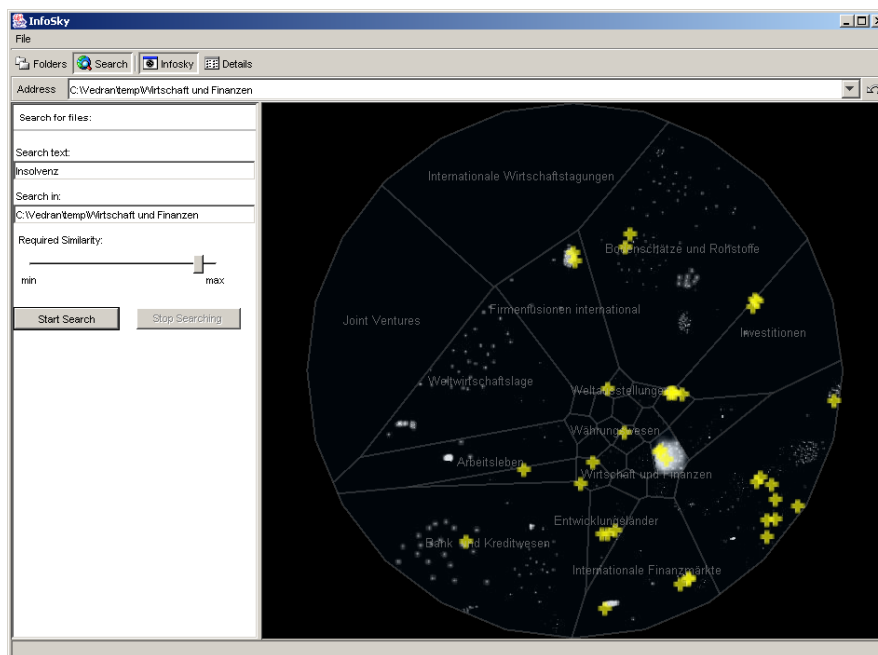 InfoSky
File
Folders Search Infosky Details
Address C:\Vedran\temp\Wirtschaft und Finanzen
Search for files:
Search text:
Insolvenz
Search in:
C:\Vedran\temp\Wirtschaft und Finanzen
Required Similarity:
min max
Start Search Stop Searching
Internationale Wirtschaftstagungen
Bodenschätze und Rohstoffe
Firmenfusionen international
Joint Ventures
Investitionen
Weltwirtschaftslage
Weltausstellungen
Währungswesen
Arbeitsleben
Wirtschaft und Finanzen
Entwicklungsländer
Bank und Kreditwesen
Internationale Finanzmärkte